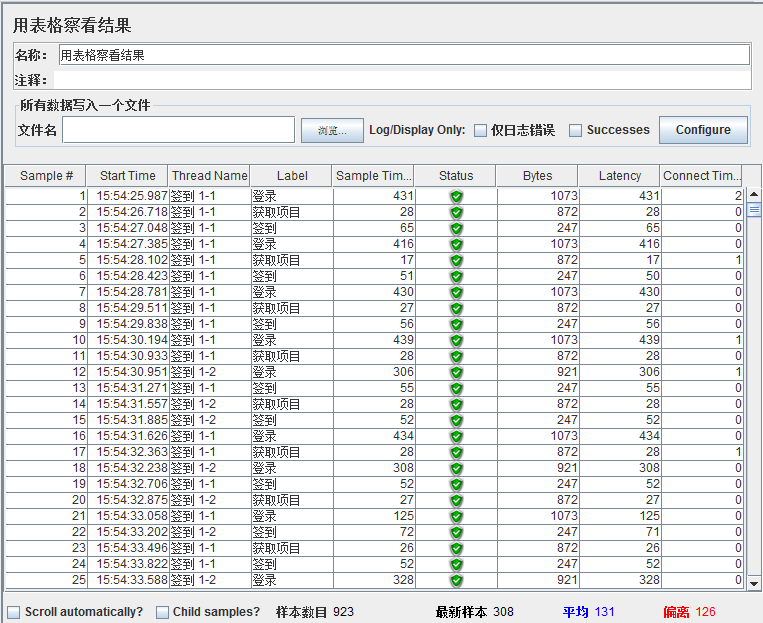 用表格察看结果
名称： 用表格察看结果
注释：
所有数据写入一个文件
文件名 浏览... Log/Display Only: 仅日志错误 Successes Configure
Sample # Start Time Thread Name Label Sample Tim... Status Bytes Latency Connect Tim...
1 15:54:25.987 签到 1-1 登录 431 1073 431 2
2 15:54:26.718 签到 1-1 获取项目 28 872 28 0
3 15:54:27.048 签到 1-1 签到 65 247 65 0
4 15:54:27.385 签到 1-1 登录 416 1073 416 0
5 15:54:28.102 签到 1-1 获取项目 17 872 17 1
6 15:54:28.423 签到 1-1 签到 51 247 50 0
7 15:54:28.781 签到 1-1 登录 430 1073 430 0
8 15:54:29.511 签到 1-1 获取项目 27 872 27 0
9 15:54:29.838 签到 1-1 签到 56 247 56 0
10 15:54:30.194 签到 1-1 登录 439 1073 439 1
11 15:54:30.933 签到 1-1 获取项目 28 872 28 0
12 15:54:30.951 签到 1-2 登录 306 921 306 1
13 15:54:31.271 签到 1-1 签到 55 247 55 0
14 15:54:31.557 签到 1-2 获取项目 28 872 28 0
15 15:54:31.885 签到 1-2 签到 52 247 52 0
16 15:54:31.626 签到 1-1 登录 434 1073 434 0
17 15:54:32.363 签到 1-1 获取项目 28 872 28 1
18 15:54:32.238 签到 1-2 登录 308 921 308 0
19 15:54:32.706 签到 1-1 签到 52 247 52 0
20 15:54:32.875 签到 1-2 获取项目 27 872 27 0
21 15:54:33.058 签到 1-1 登录 125 1073 125 0
22 15:54:33.202 签到 1-2 签到 72 247 71 0
23 15:54:33.496 签到 1-1 获取项目 26 872 26 0
24 15:54:33.822 签到 1-1 签到 52 247 52 0
25 15:54:33.588 签到 1-2 登录 328 921 328 0
Scroll automatically? Child samples? 样本数目 923 最新样本 308 平均 131 偏离 126